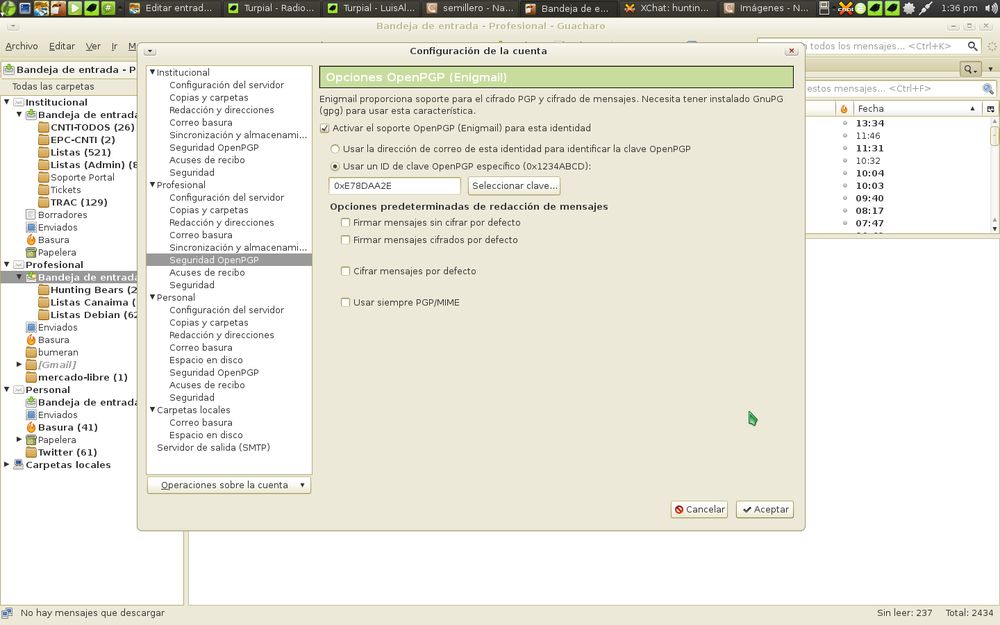 Editar entrad...
Turpial - Radio...
Turpial - LuisAl...
semillero - Na...
Bandeja de e...
XChat: huntin...
Imágenes - N...
1:36 pm
Bandeja de entrada - Profesional - Guacharo
Archivo Editar Ver Ir
todos los mensajes... <Ctrl+K>
Bandeja de entrada - P
Todas las carpetas
Institucional
Bandeja de entrada
CNTI-TODOS (26)
EPC-CNTI (2)
Listas (521)
Listas (Admin) (8
Soporte Portal
Tickets
TRAC (129)
Borradores
Enviados
Basura
Papelera
Profesional
Bandeja de entrada
Hunting Bears (2
Listas Canaima (
Listas Debian (62
Enviados
Basura
bumeran
[Gmail]
mercado-libre (1)
Personal
Bandeja de entrada
Enviados
Basura (41)
Papelera
Twitter (61)
Carpetas locales
Configuración de la cuenta
Institucional
Configuración del servidor
Copias y carpetas
Redacción y direcciones
Correo basura
Sincronización y almacenami...
Seguridad OpenPGP
Acuses de recibo
Seguridad
Profesional
Configuración del servidor
Copias y carpetas
Redacción y direcciones
Correo basura
Sincronización y almacenami...
Seguridad OpenPGP
Acuses de recibo
Seguridad
Personal
Configuración del servidor
Copias y carpetas
Redacción y direcciones
Correo basura
Espacio en disco
Seguridad OpenPGP
Acuses de recibo
Seguridad
Carpetas locales
Correo basura
Espacio en disco
Servidor de salida (SMTP)
Operaciones sobre la cuenta
Opciones OpenPGP (Enigmail)
Enigmail proporciona soporte para el cifrado PGP y cifrado de mensajes. Necesita tener instalado GnuPG
(gpg) para usar esta característica.
Activar el soporte OpenPGP (Enigmail) para esta identidad
Usar la dirección de correo de esta identidad para identificar la clave OpenPGP
Usar un ID de clave OpenPGP específico (0x1234ABCD):
0xE78DAA2E
Seleccionar clave...
Opciones predeterminadas de redacción de mensajes
Firmar mensajes sin cifrar por defecto
Firmar mensajes cifrados por defecto
Cifrar mensajes por defecto
Usar siempre PGP/MIME
Cancelar
Aceptar
estos mensajes... <Ctrl+F>
Fecha
13:34
11:46
11:31
10:32
10:04
10:03
09:40
08:17
07:47
No hay mensajes que descargar
Sin leer: 237
Total: 2434